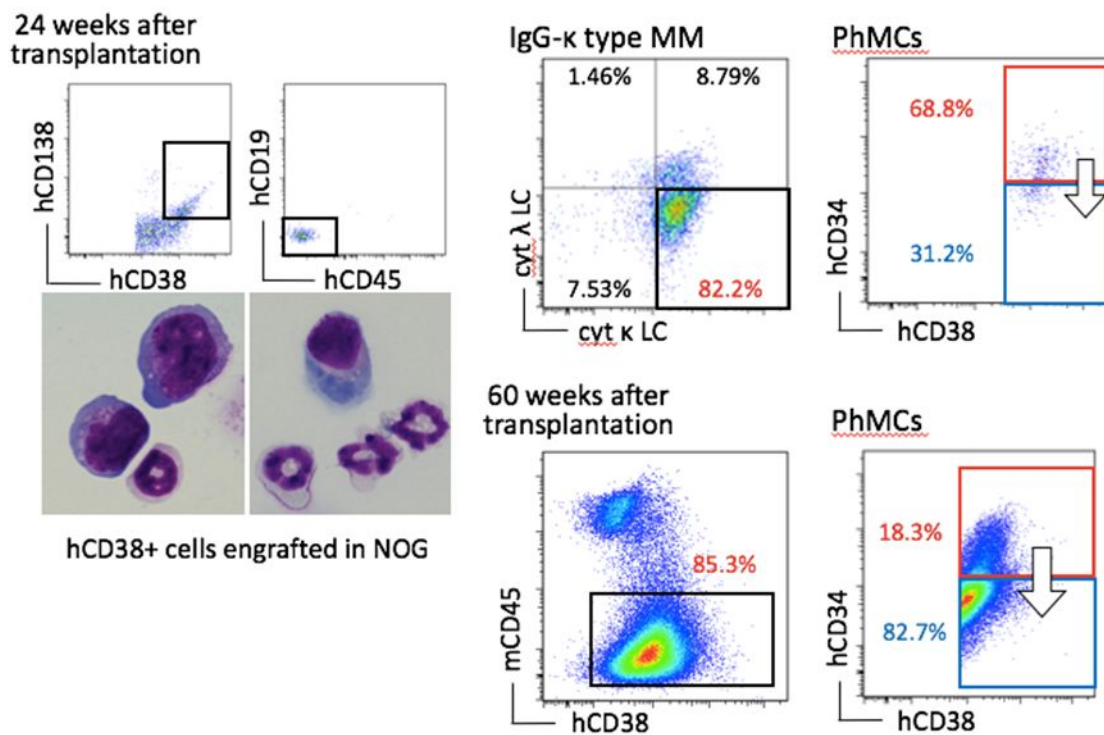 24 weeks after
transplantation
hCD138
hCD38
hCD19
hCD45
hCD38+ cells engrafted in NOG
IgG-κ type MM
1.46%
8.79%
7.53%
82.2%
cyt λ LC
cyt κ LC
PhMCs
68.8%
31.2%
hCD34
hCD38
60 weeks after
transplantation
85.3%
mCD45
hCD38
PhMCs
18.3%
82.7%
hCD34
hCD38